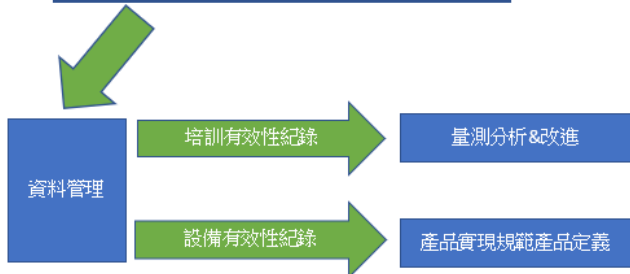 培訓有效性紀錄
量測分析&改進
資料管理
設備有效性紀錄
產品實現規範產品定義